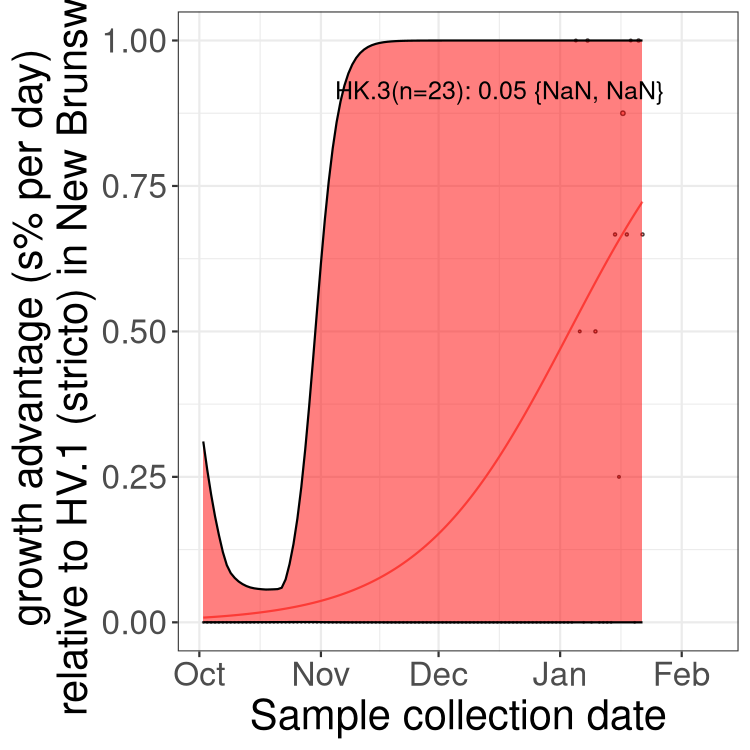 growth advantage (s% per day)
relative to HV.1 (stricto) in New Brunsw
1.00
0.75
0.50
0.25
0.00
HK.3(n=23): 0.05 {NaN, NaN}
Oct Nov Dec Jan Feb
Sample collection date